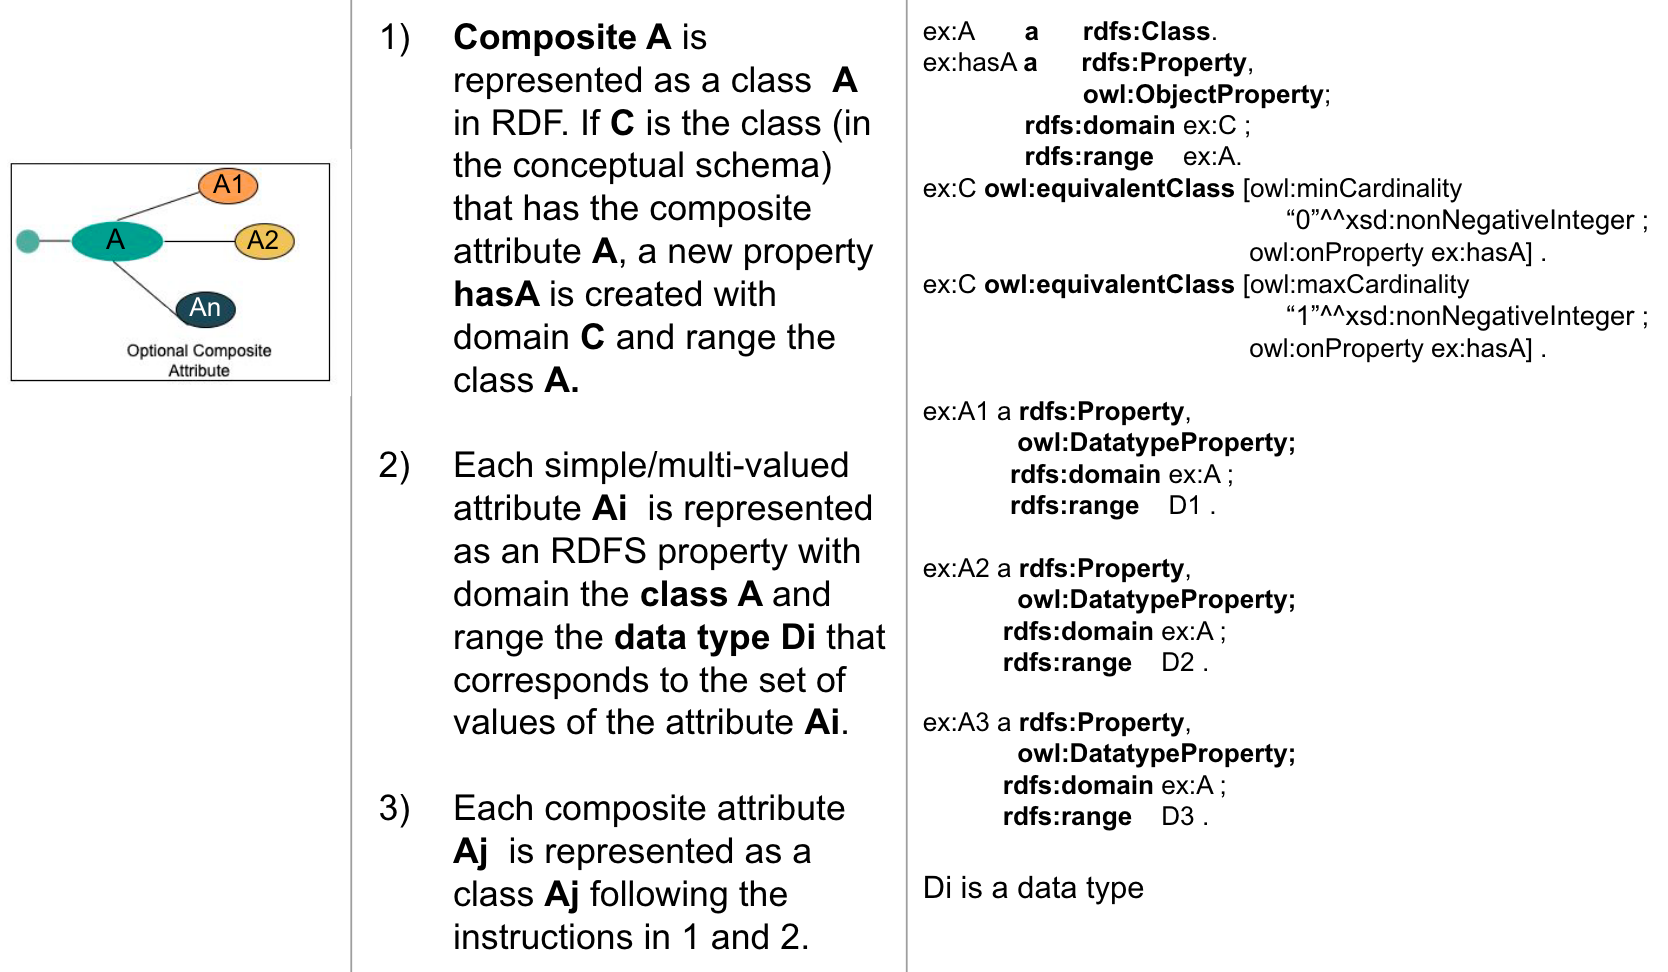 A1
A
A2
An
Optional Composite
Attribute
1) Composite A is
represented as a class A
in RDF. If C is the class (in
the conceptual schema)
that has the composite
attribute A, a new property
hasA is created with
domain C and range the
class A.
2) Each simple/multi-valued
attribute Ai is represented
as an RDFS property with
domain the class A and
range the data type Di that
corresponds to the set of
values of the attribute Ai.
3) Each composite attribute
Aj is represented as a
class Aj following the
instructions in 1 and 2.
ex:A a rdfs:Class.
ex:hasA a rdfs:Property,
owl:ObjectProperty;
rdfs:domain ex:C ;
rdfs:range ex:A.
ex:C owl:equivalentClass [owl:minCardinality
“0”^^xsd:nonNegativeInteger ;
owl:onProperty ex:hasA] .
ex:C owl:equivalentClass [owl:maxCardinality
“1”^^xsd:nonNegativeInteger ;
owl:onProperty ex:hasA] .
ex:A1 a rdfs:Property,
owl:DatatypeProperty;
rdfs:domain ex:A ;
rdfs:range D1 .
ex:A2 a rdfs:Property,
owl:DatatypeProperty;
rdfs:domain ex:A ;
rdfs:range D2 .
ex:A3 a rdfs:Property,
owl:DatatypeProperty;
rdfs:domain ex:A ;
rdfs:range D3 .
Di is a data type